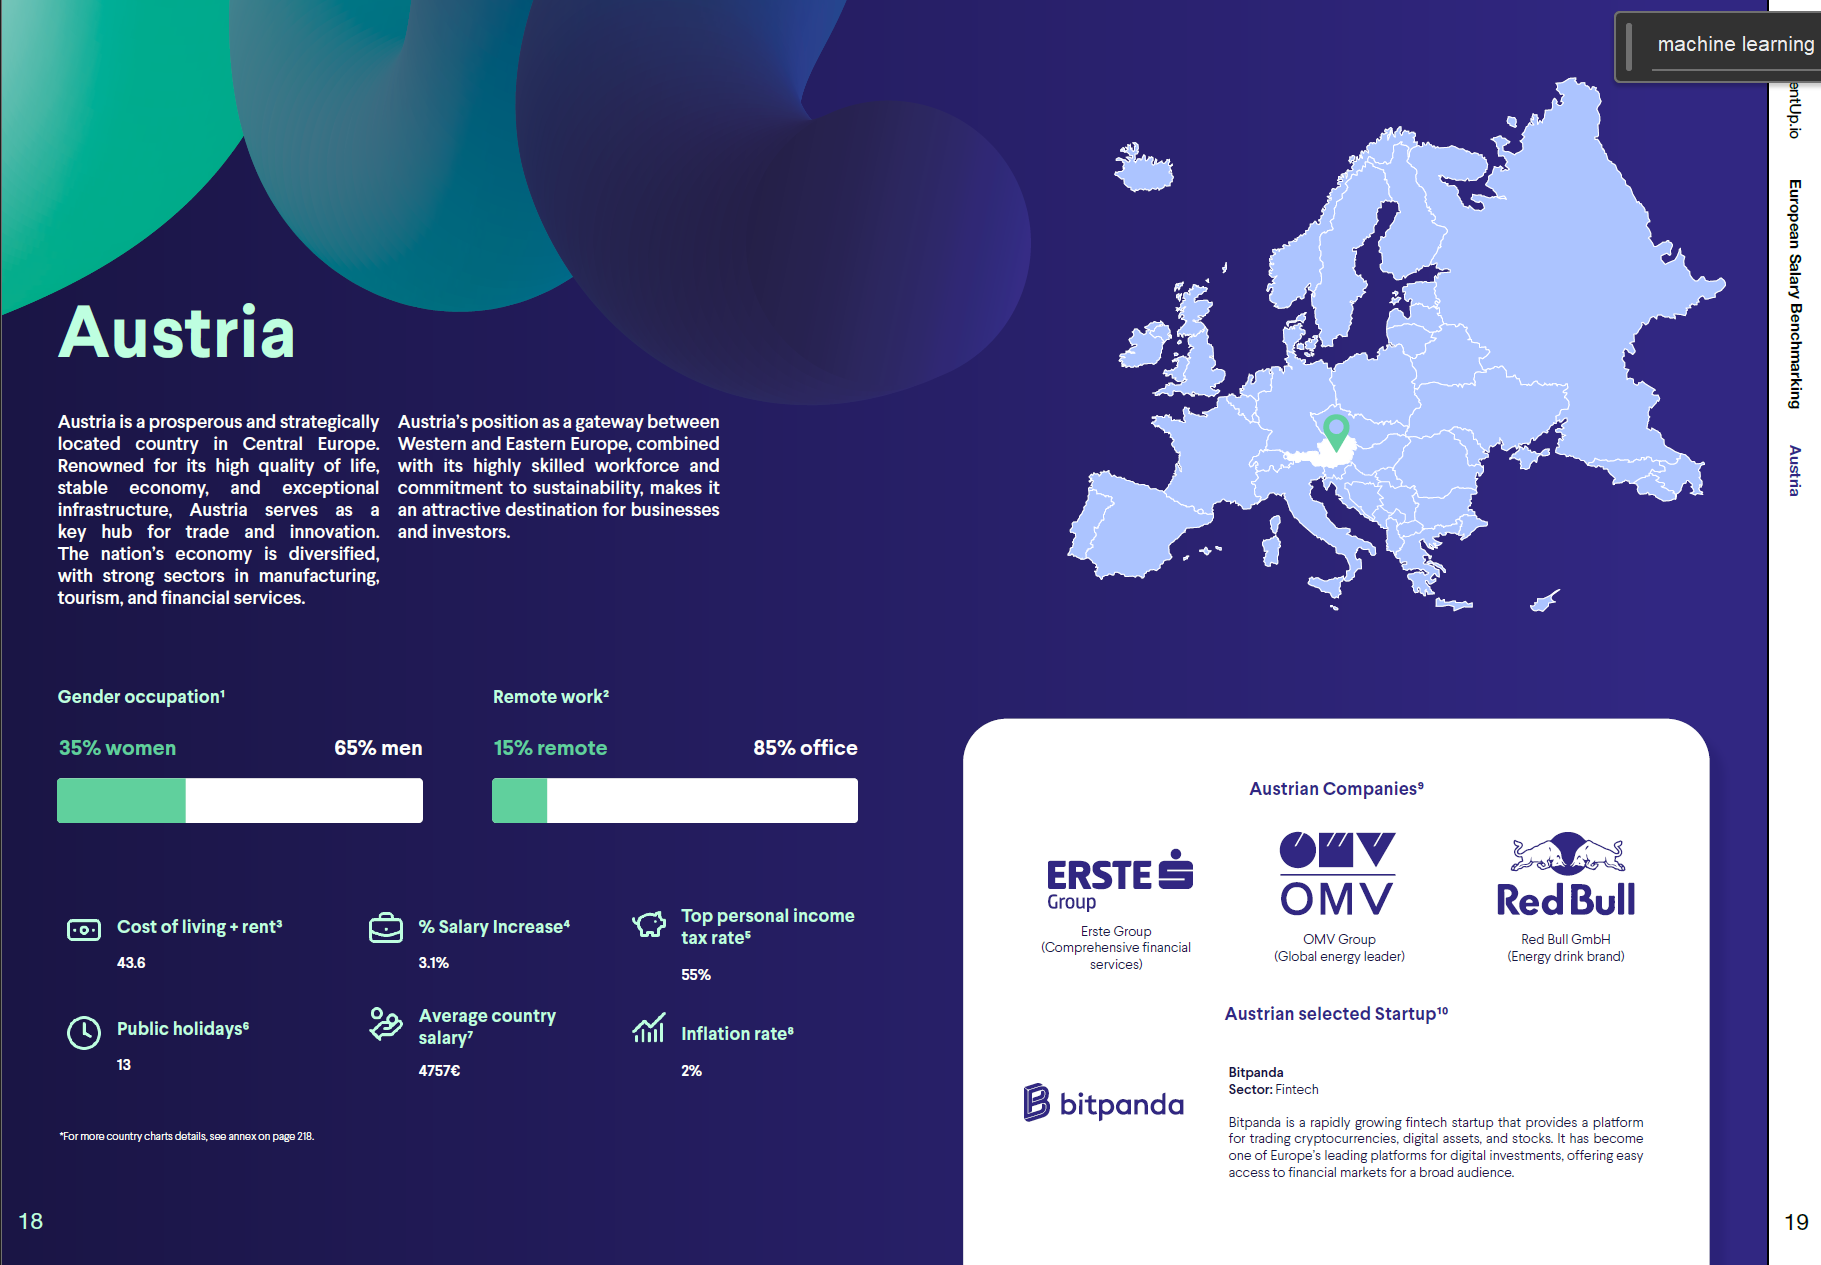 machine learning
entUp.io
European Salary Benchmarking
Austria
Austria
Austria is a prosperous and strategically
located country in Central Europe.
Renowned for its high quality of life,
stable economy, and exceptional
infrastructure, Austria serves as a
key hub for trade and innovation.
The nation's economy is diversified,
with strong sectors in manufacturing,
tourism, and financial services.
Austria's position as a gateway between
Western and Eastern Europe, combined
with its highly skilled workforce and
commitment to sustainability, makes it
an attractive destination for businesses
and investors.
Gender occupation¹
35% women
65% men
Remote work²
15% remote
85% office
Cost of living + rent³
43.6
% Salary Increase⁴
3.1%
Top personal income
tax rate⁵
55%
Public holidays⁶
13
Average country
salary⁷
4757€
Inflation rate⁸
2%
*For more country charts details, see annex on page 218.
18
Austrian Companies⁹
ERSTE
Group
Erste Group
(Comprehensive financial
services)
OMV
OMV
OMV Group
(Global energy leader)
Red Bull
Red Bull GmbH
(Energy drink brand)
Austrian selected Startup¹⁰
bitpanda
Bitpanda
Sector: Fintech
Bitpanda is a rapidly growing fintech startup that provides a platform
for trading cryptocurrencies, digital assets, and stocks. It has become
one of Europe's leading platforms for digital investments, offering easy
access to financial markets for a broad audience.
19